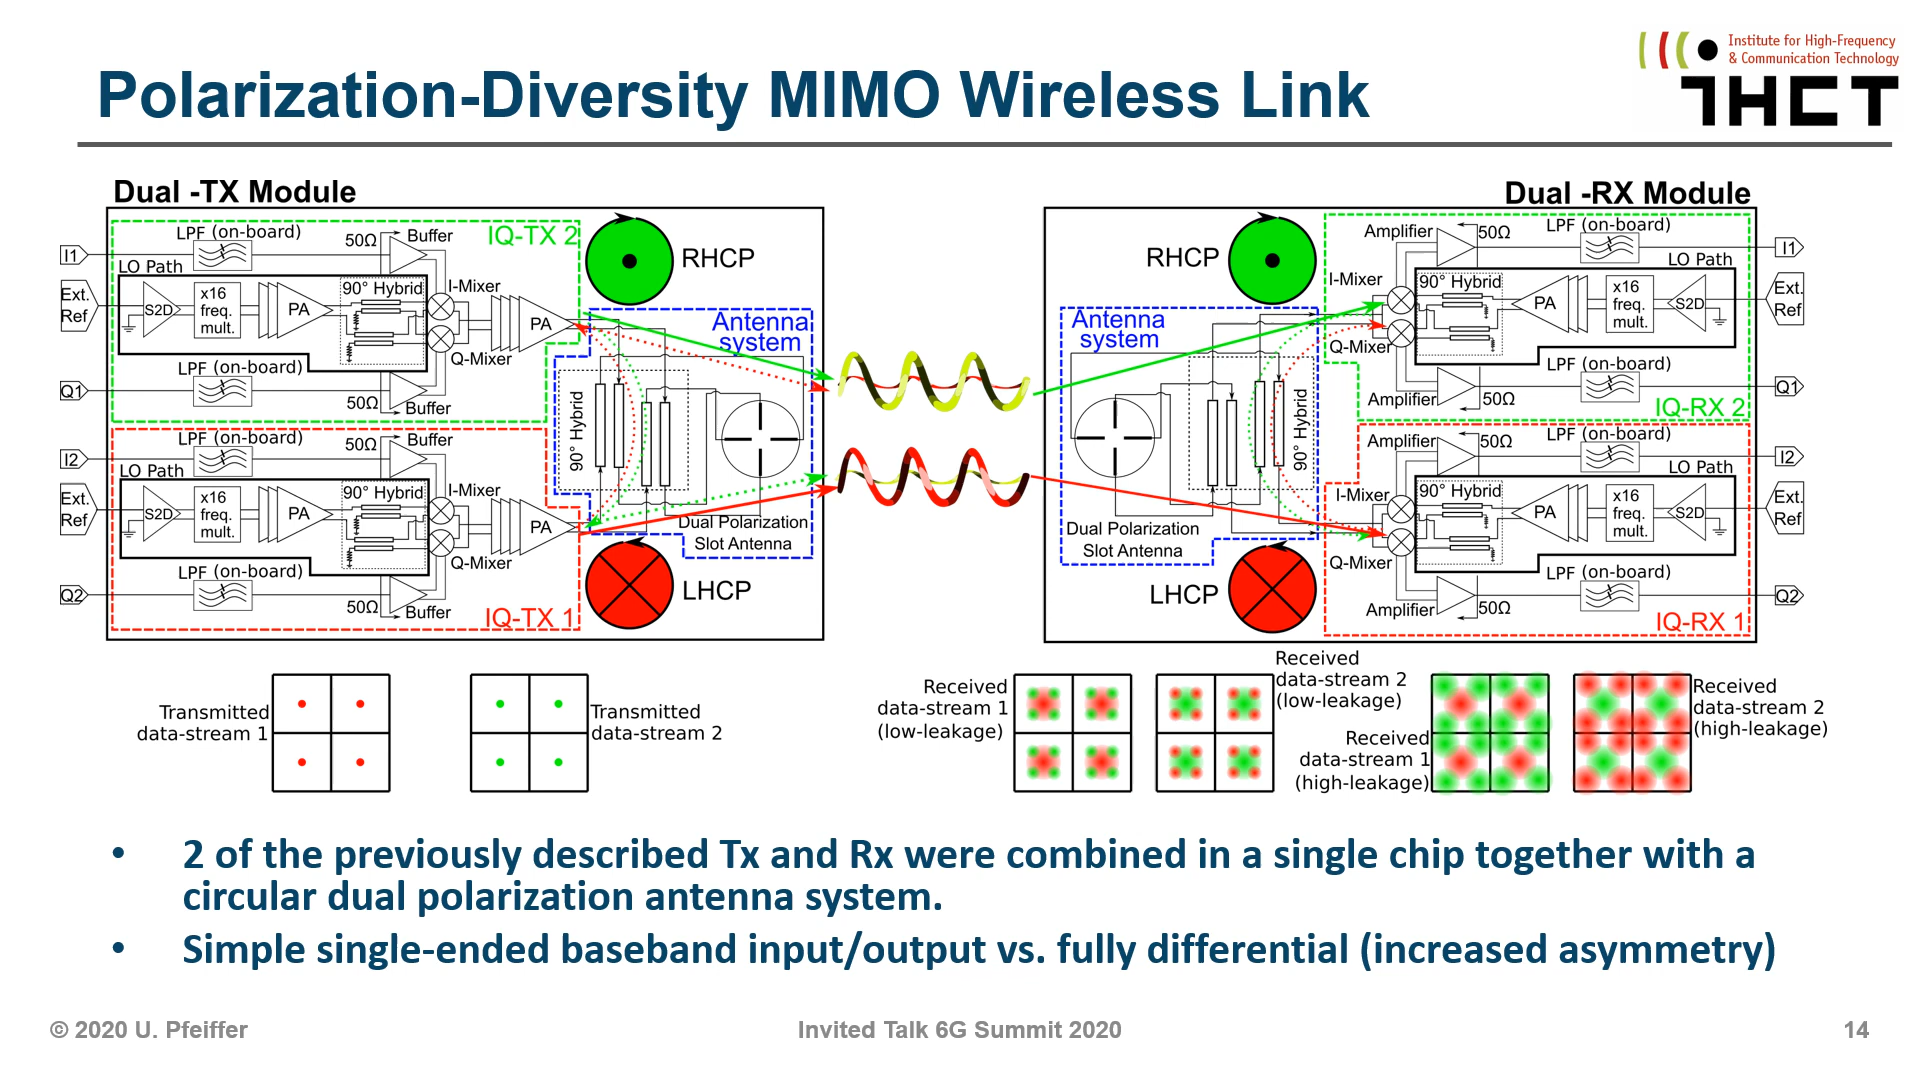 Polarization-Diversity MIMO Wireless Link
Institute for High-Frequency
& Communication Technology
IHCT
Dual -TX Module
LPF (on-board)
50Ω
Buffer
IQ-TX 2
I1
LO Path
Ext.
Ref
S2D
x16
freq.
mult.
PA
90° Hybrid
I-Mixer
Q-Mixer
PA
LPF (on-board)
Q1
50Ω
Buffer
RHCP
Antenna
system
90° Hybrid
Dual Polarization
Slot Antenna
LHCP
LPF (on-board)
50Ω
Buffer
I2
LO Path
Ext.
Ref
S2D
x16
freq.
mult.
PA
90° Hybrid
I-Mixer
Q-Mixer
PA
LPF (on-board)
Q2
50Ω
Buffer
IQ-TX 1
Dual -RX Module
RHCP
Antenna
system
90° Hybrid
Dual Polarization
Slot Antenna
LHCP
Amplifier
50Ω
LPF (on-board)
I1
LO Path
I-Mixer
90° Hybrid
PA
x16
freq.
mult.
S2D
Ext.
Ref
Q-Mixer
LPF (on-board)
Amplifier
50Ω
Q1
IQ-RX 2
Amplifier
50Ω
LPF (on-board)
I2
LO Path
I-Mixer
90° Hybrid
PA
x16
freq.
mult.
S2D
Ext.
Ref
Q-Mixer
LPF (on-board)
Amplifier
50Ω
Q2
IQ-RX 1
Transmitted
data-stream 1
Transmitted
data-stream 2
Received
data-stream 1
(low-leakage)
Received
data-stream 2
(low-leakage)
Received
data-stream 1
(high-leakage)
Received
data-stream 2
(high-leakage)
• 2 of the previously described Tx and Rx were combined in a single chip together with a
circular dual polarization antenna system.
• Simple single-ended baseband input/output vs. fully differential (increased asymmetry)
© 2020 U. Pfeiffer
Invited Talk 6G Summit 2020
14